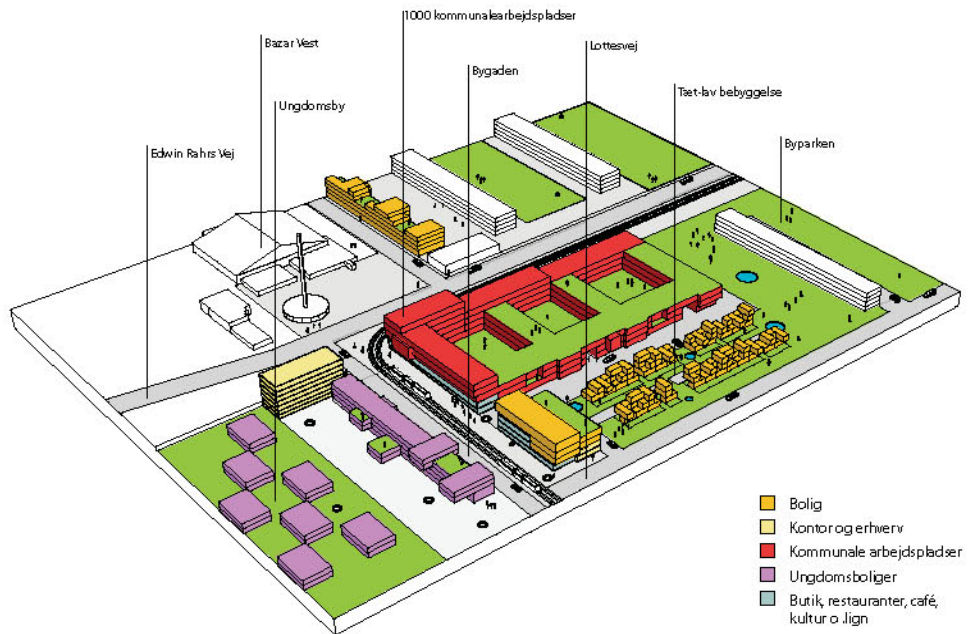 1000 kommunalearbejdspladser
Bazar Vest
Lottesvej
Bygaden
Tæt-lav bebyggelse
Ungdomsby
Byparken
Edwin Rahrs Vej
Bolig
Kontor og erhverv
Kommunale arbejdspladser
Ungdomsboliger
Butik, restauranter, café,
kultur o .lign